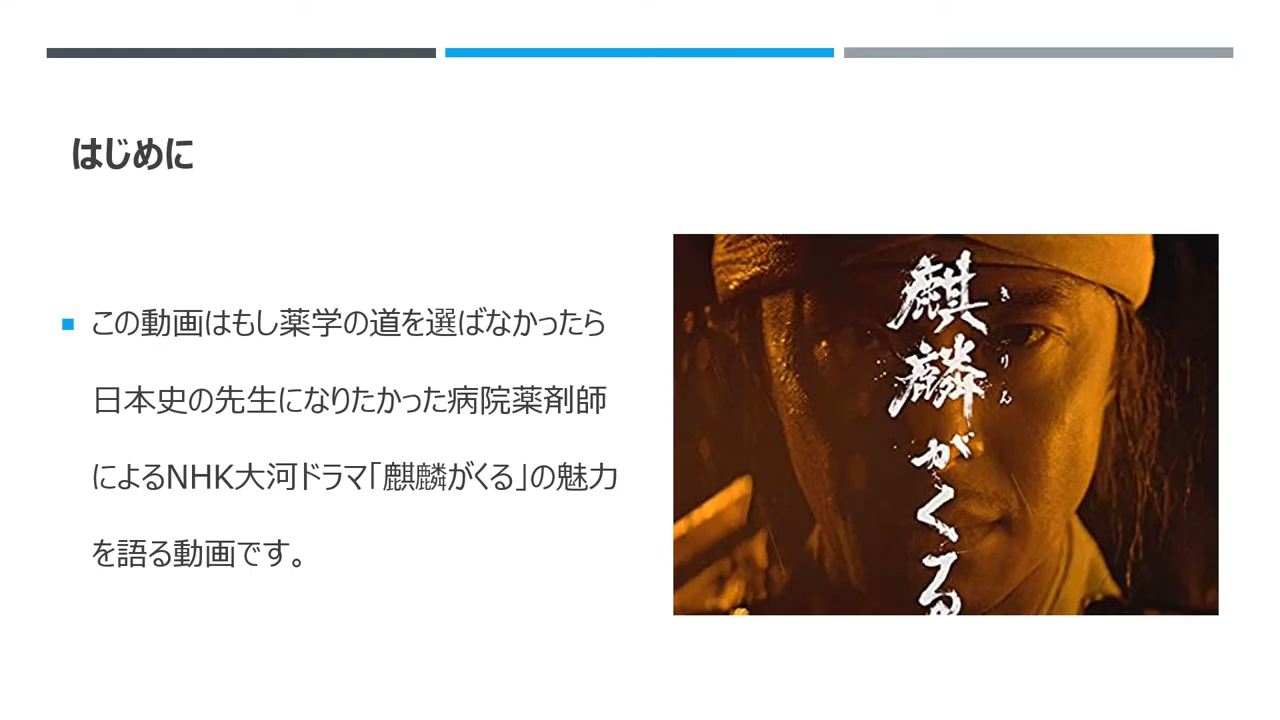 はじめに
この動画はもし薬学の道を選ばなかったら
日本史の先生になりたかった病院薬剤師
によるNHK大河ドラマ「麒麟がくる」の魅力
を語る動画です。
麒麟がくる
きりん